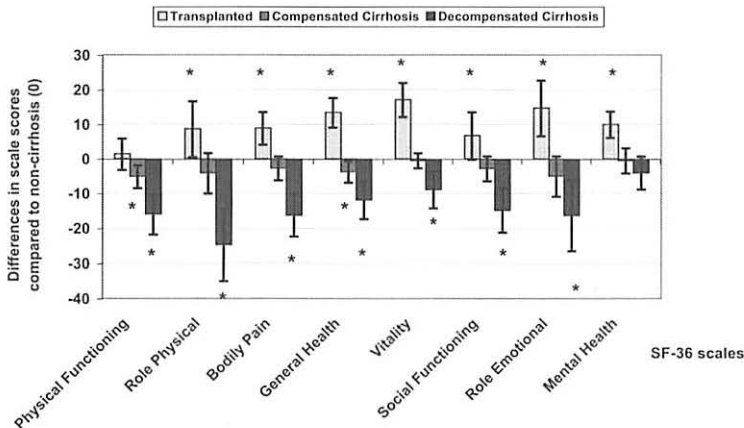 Transplanted Compensated Cirrhosis Decompensated Cirrhosis
Differences in scale scores
compared to non-cirrhosis (0)
30
20
10
0
-10
-20
-30
-40
* * * * * * *
* *
* * * * * * *
Physical Functioning
Role Physical
Bodily Pain
General Health
Vitality
Social Functioning
Role Emotional
Mental Health
SF-36 scales